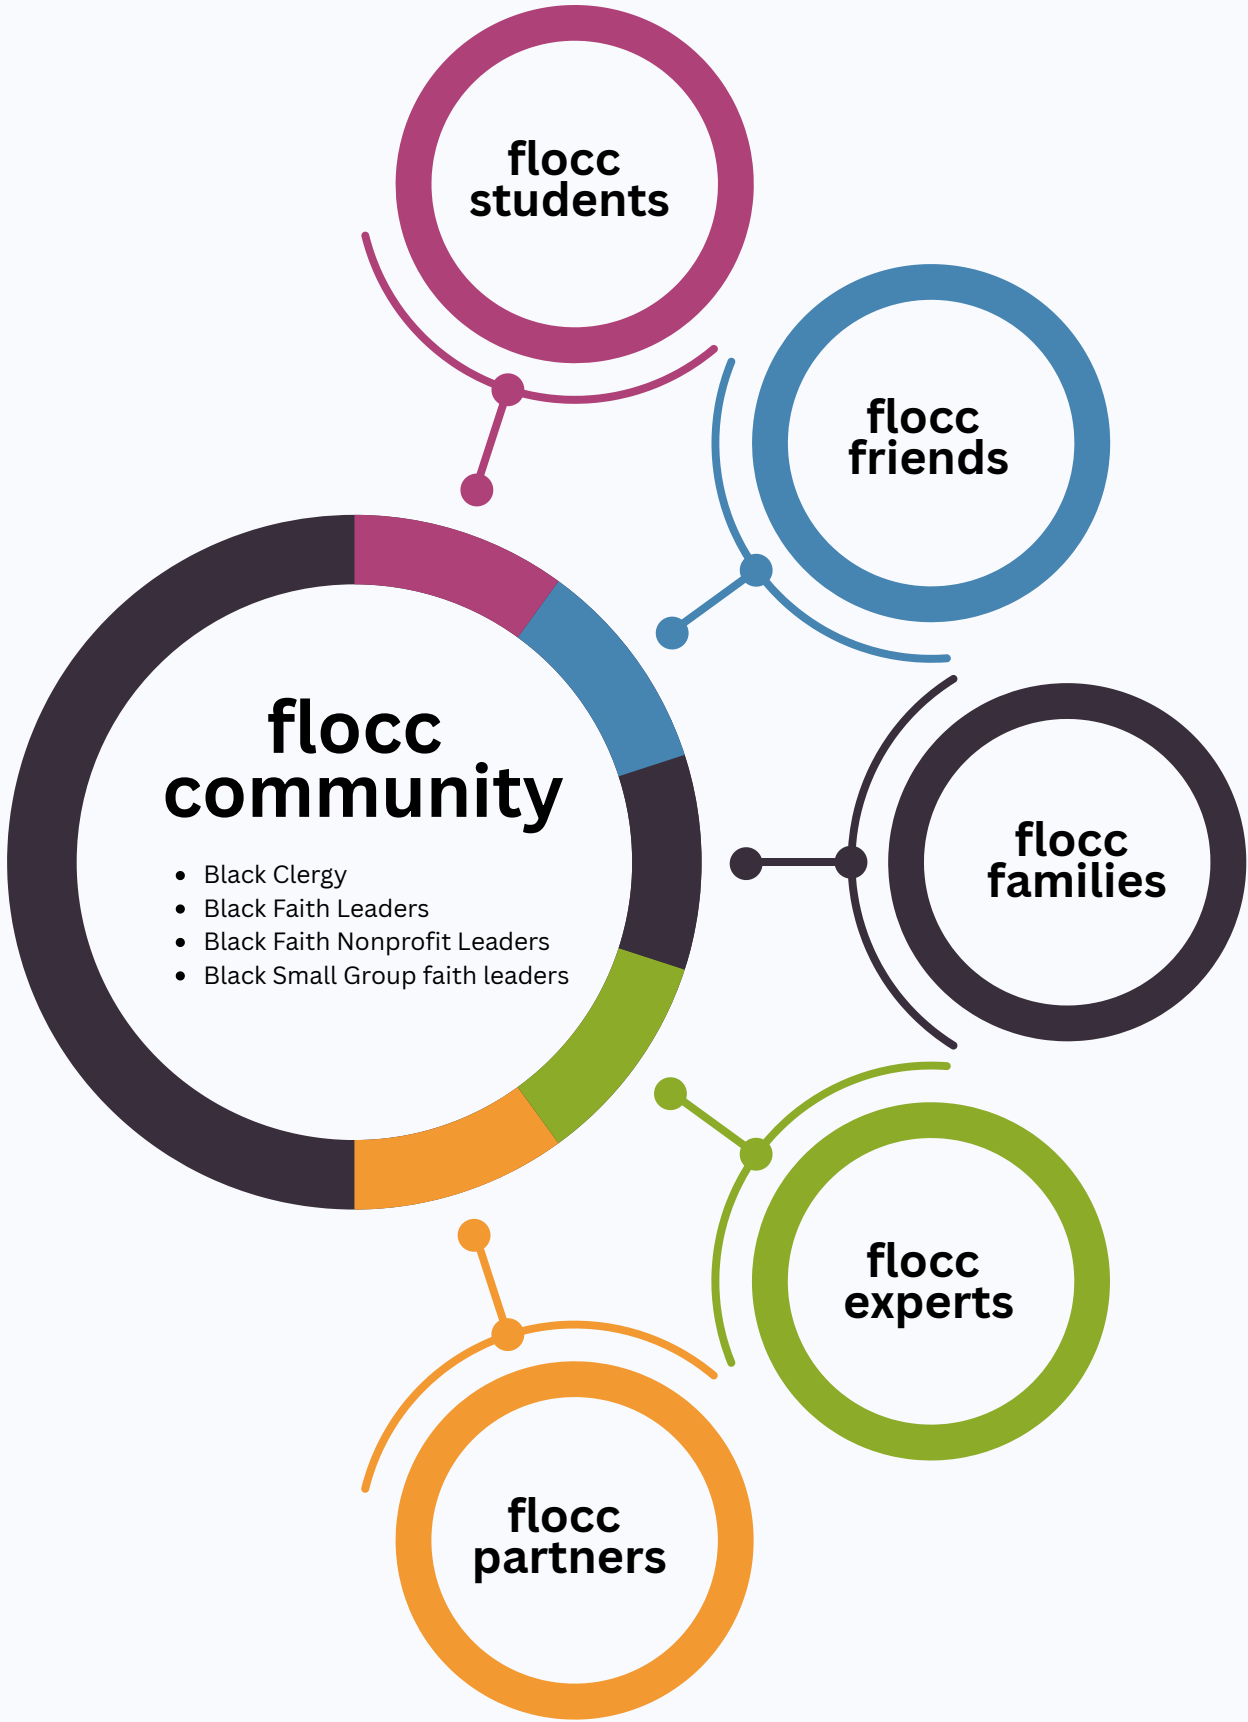 flocc
students
flocc
friends
flocc
community
• Black Clergy
• Black Faith Leaders
• Black Faith Nonprofit Leaders
• Black Small Group faith leaders
flocc
families
flocc
experts
flocc
partners